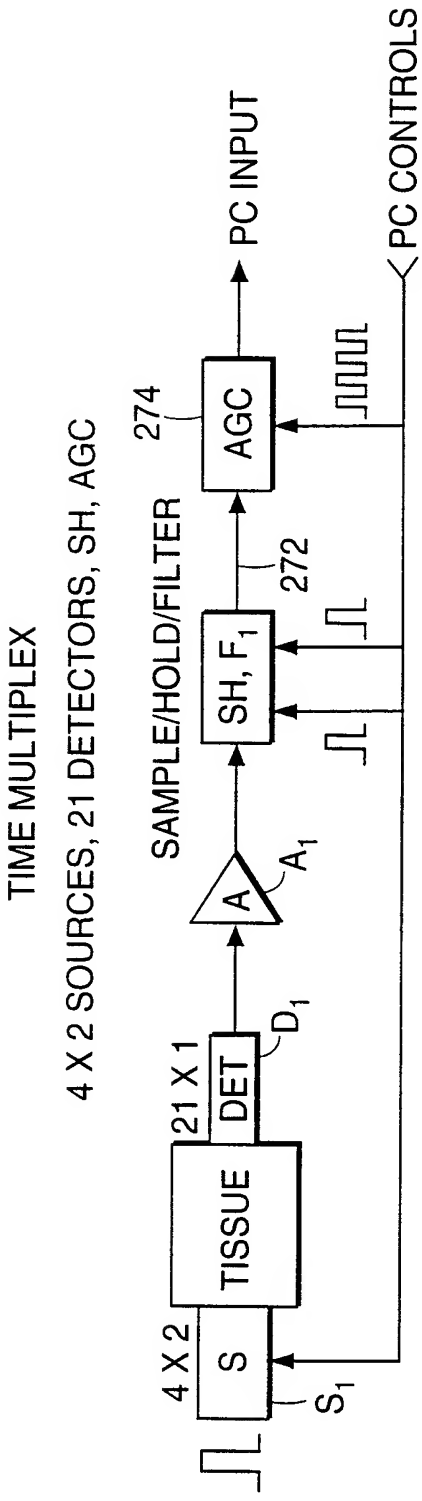 TIME MULTIPLEX
4 X 2 SOURCES, 21 DETECTORS, SH, AGC
4 X 2
S
S1
TISSUE
21 X 1
DET
D1
A
A1
SAMPLE/HOLD/FILTER
SH, F1
272
274
AGC
PC INPUT
PC CONTROLS